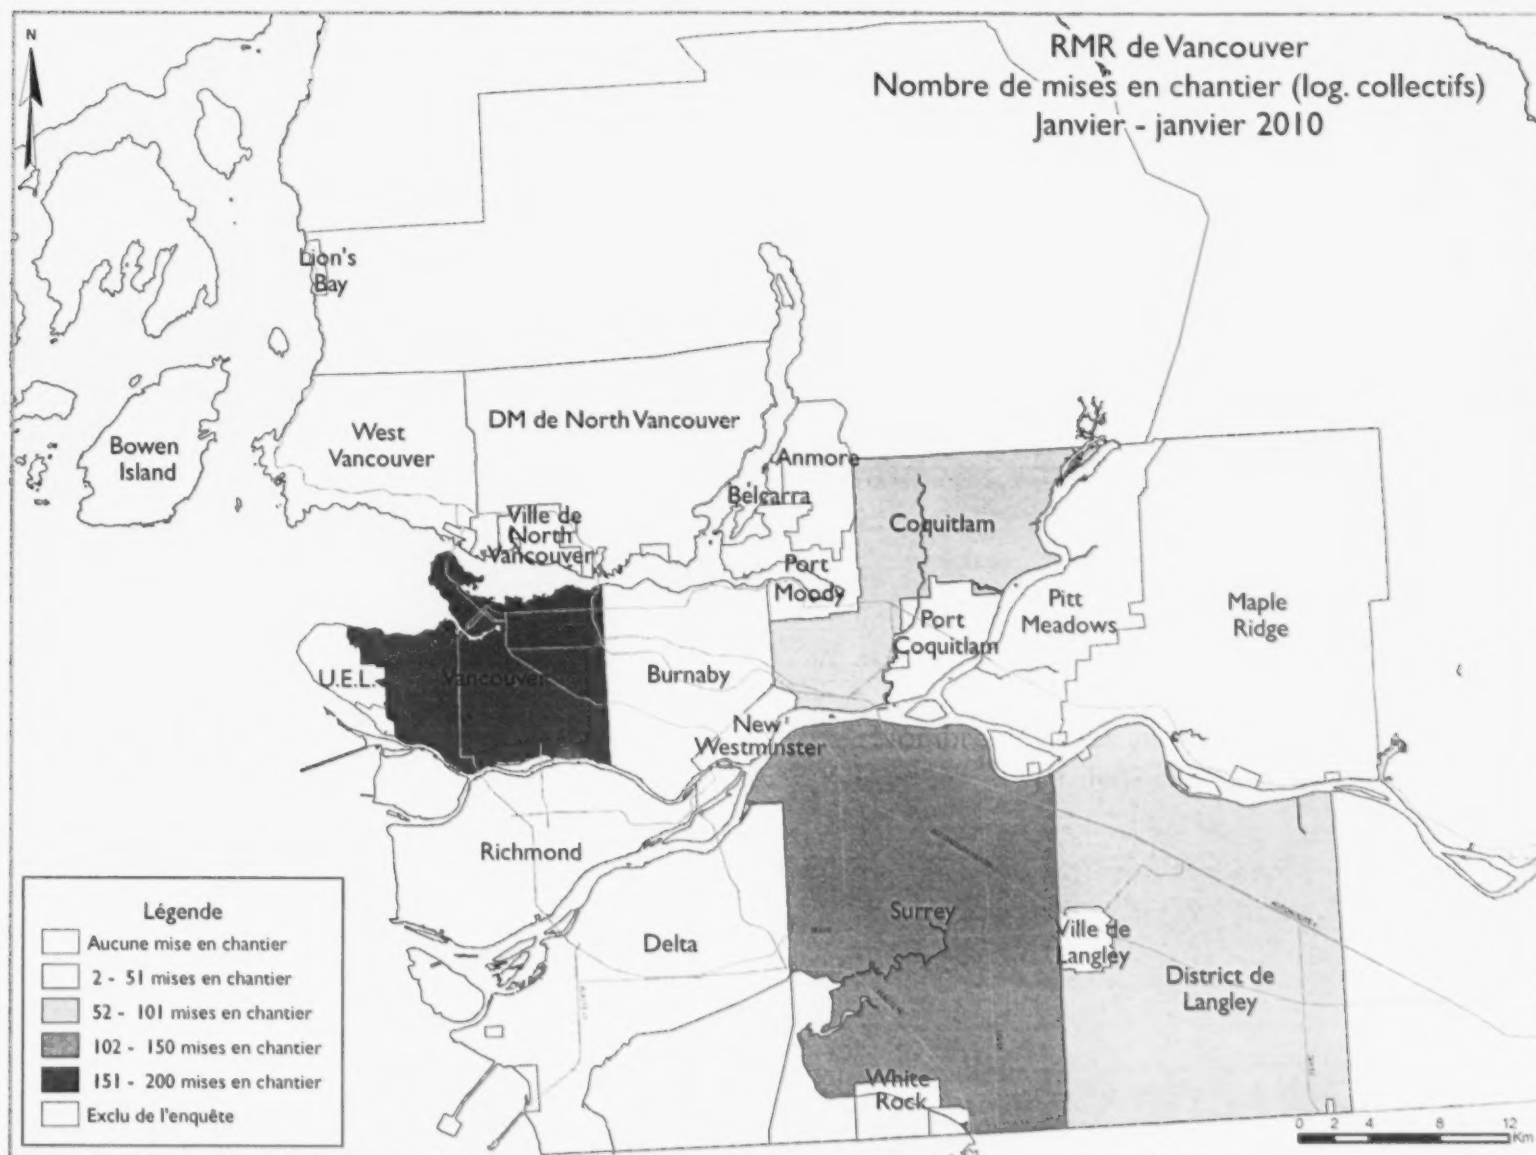 N
RMR de Vancouver
Nombre de mises en chantier (log. collectifs)
Janvier - janvier 2010
Lion's
Bay
DM de North Vancouver
West
Vancouver
Bowen
Island
Anmore
Belcarra
Ville de
North
Vancouver
Coquitlam
Port
Moody
Pitt
Meadows
Maple
Ridge
Port
Coquitlam
U.E.L.
Vancouver
Burnaby
New
Westminster
Richmond
Surrey
Ville de
Langley
Delta
District de
Langley
White
Rock
Légende
Aucune mise en chantier
2 - 51 mises en chantier
52 - 101 mises en chantier
102 - 150 mises en chantier
151 - 200 mises en chantier
Exclu de l'enquête
0 2 4 8 12
Km